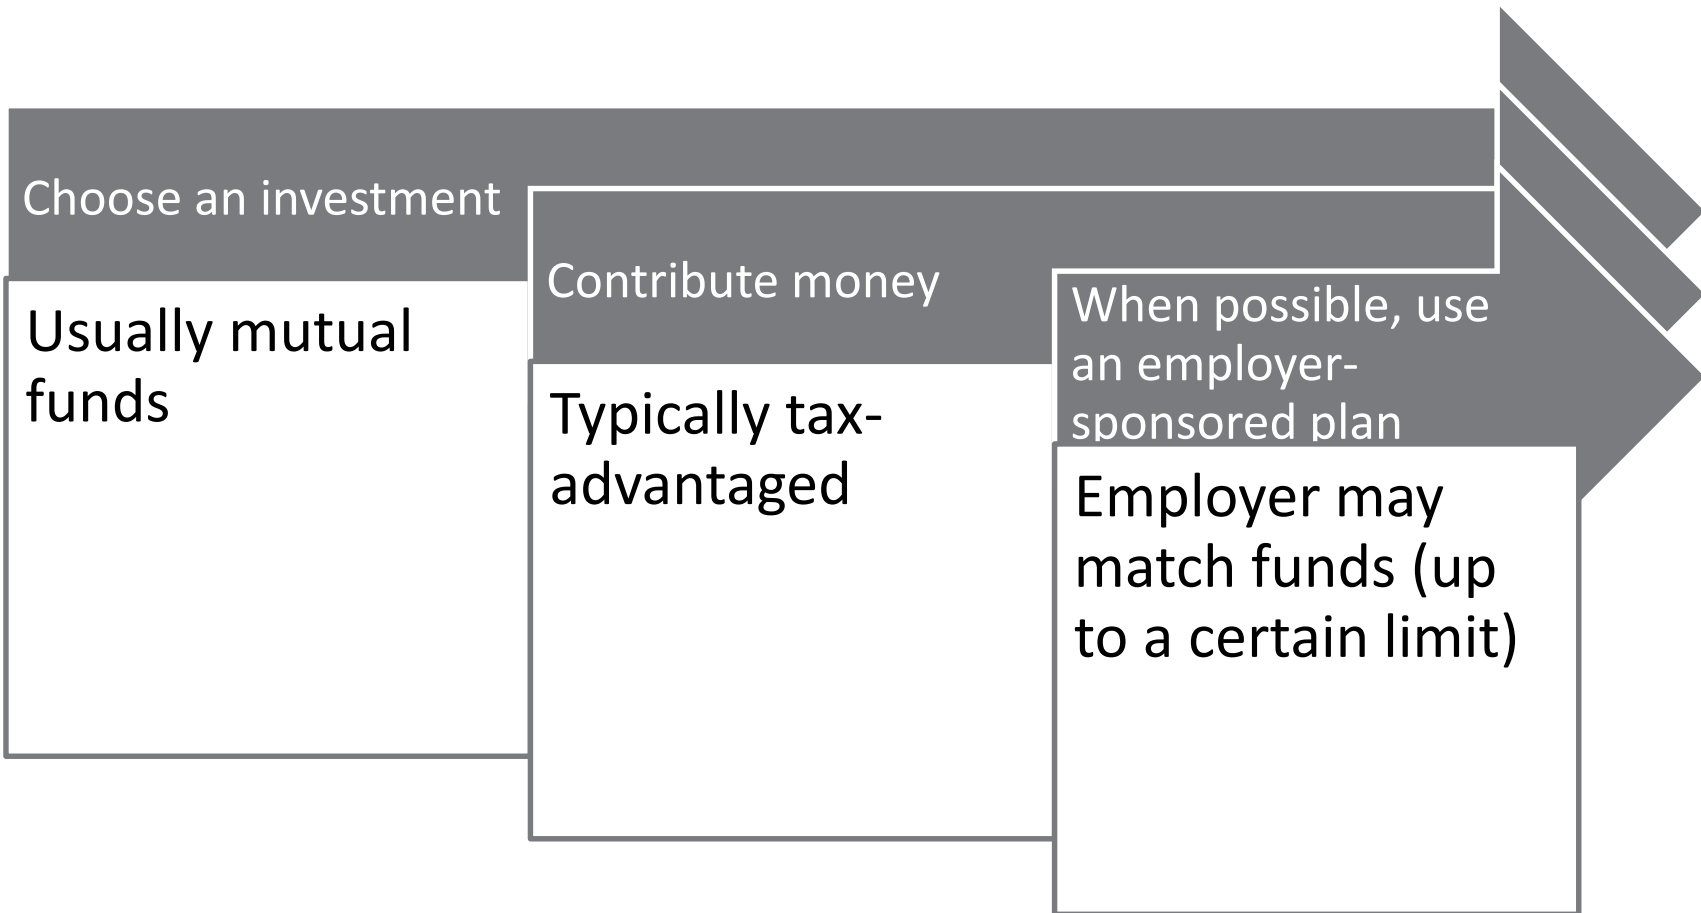 Choose an investment
Usually mutual
funds
Contribute money
Typically tax-
advantaged
When possible, use
an employer-
sponsored plan
Employer may
match funds (up
to a certain limit)